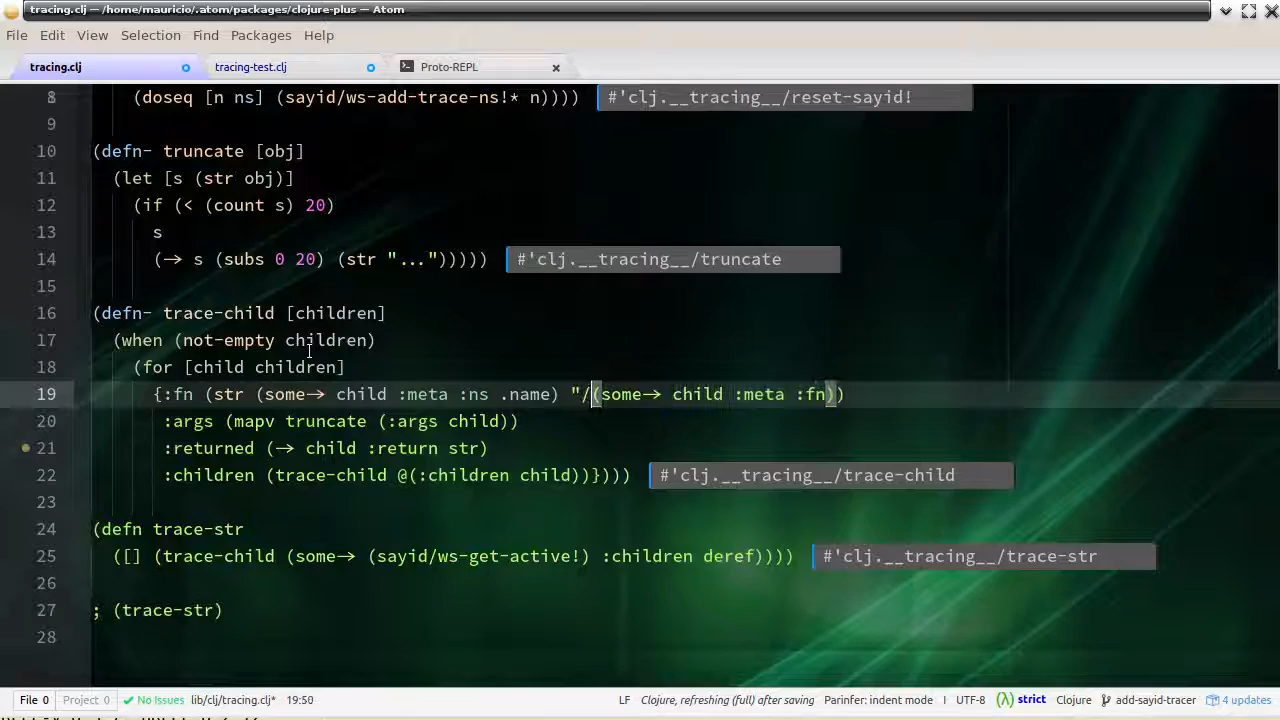 tracing.clj — /home/mauricio/.atom/packages/clojure-plus — Atom
File Edit View Selection Find Packages Help
tracing.clj tracing-test.clj Proto-REPL
8 (doseq [n ns] (sayid/ws-add-trace-ns!* n)))) #'clj.__tracing__/reset-sayid!
9
10 (defn- truncate [obj]
11 (let [s (str obj)]
12 (if (< (count s) 20)
13 s
14 (-> s (subs 0 20) (str "..."))))) #'clj.__tracing__/truncate
15
16 (defn- trace-child [children]
17 (when (not-empty children)
18 (for [child children]
19 {:fn (str (some-> child :meta :ns .name) "/(some-> child :meta :fn))
20 :args (mapv truncate (:args child))
21 :returned (-> child :return str)
22 :children (trace-child @(:children child))}))) #'clj.__tracing__/trace-child
23
24 (defn trace-str
25 ([] (trace-child (some-> (sayid/ws-get-active!) :children deref)))) #'clj.__tracing__/trace-str
26
27 ; (trace-str)
28
File 0 Project 0 No Issues lib/clj/tracing.clj* 19:50 LF Clojure, refreshing (full) after saving Parinfer: indent mode I UTF-8 (λ) strict Clojure add-sayid-tracer 4 updates